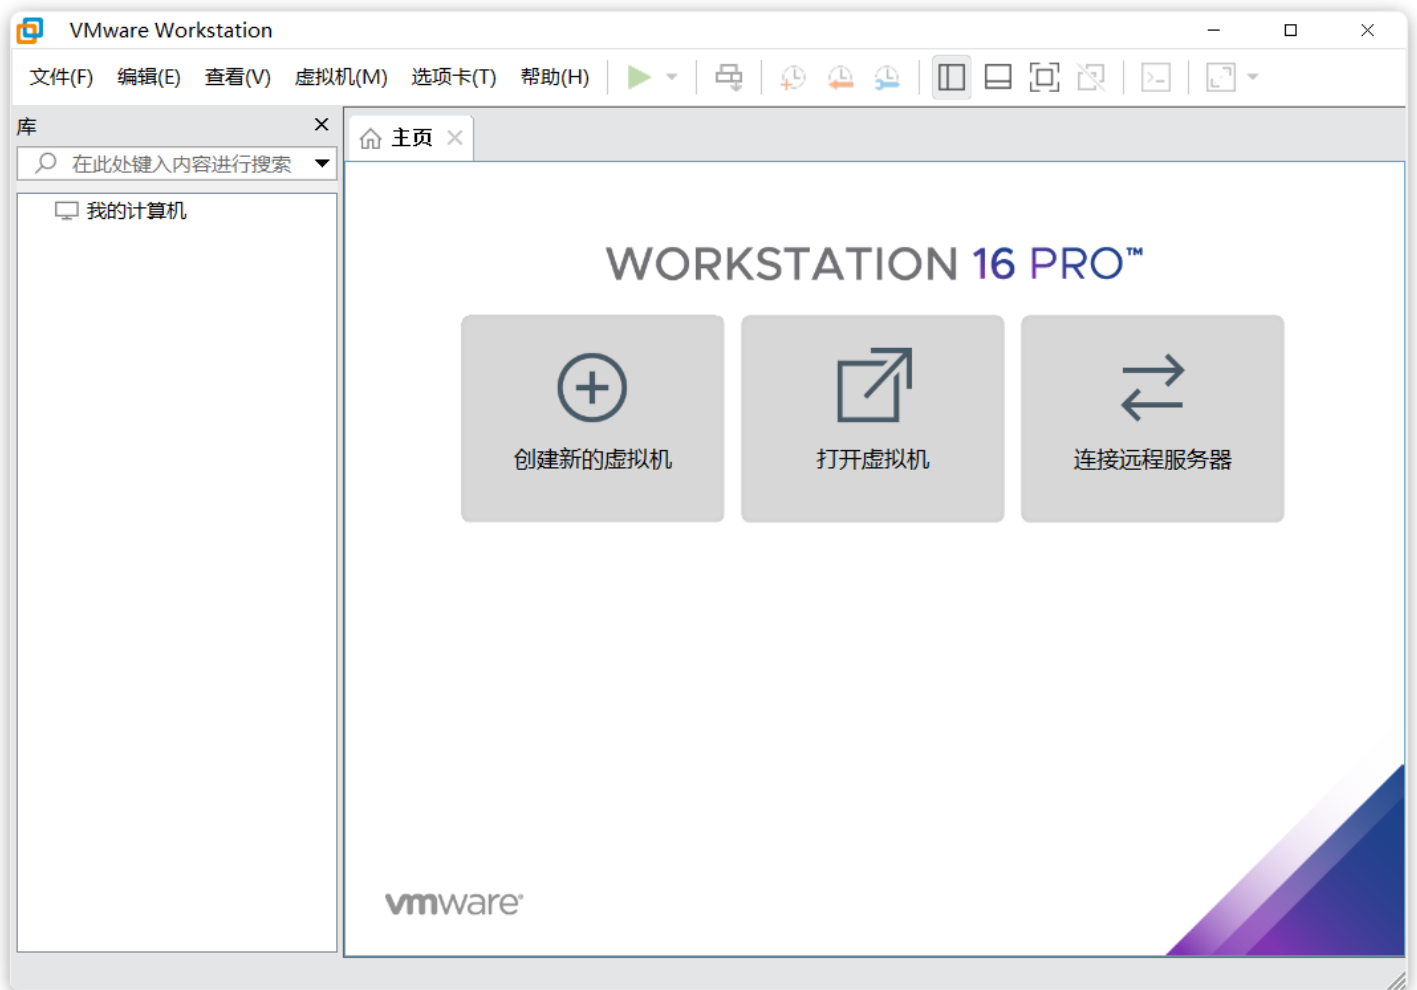 VMware Workstation
文件(F) 编辑(E) 查看(V) 虚拟机(M) 选项卡(T) 帮助(H)
库
主页
在此处键入内容进行搜索
我的计算机
WORKSTATION 16 PRO™
创建新的虚拟机 打开虚拟机 连接远程服务器
vmware®